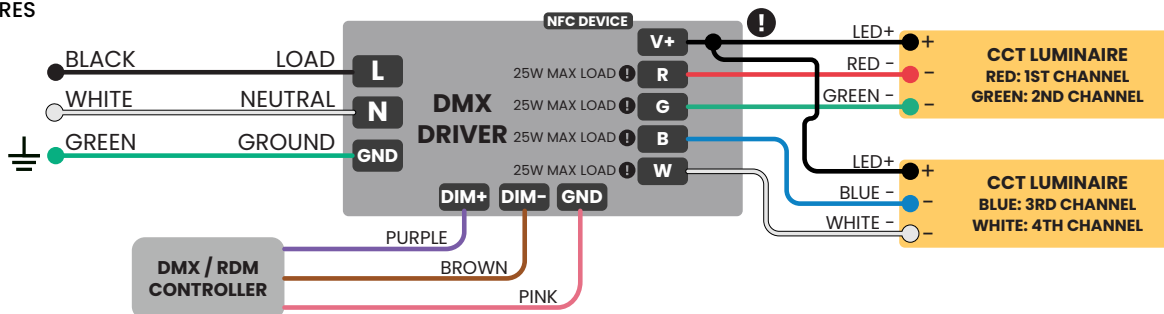 RES
NFC DEVICE
BLACK
LOAD
L
WHITE
NEUTRAL
N
GREEN
GROUND
GND
DMX
DRIVER
V+
25W MAX LOAD ! R
25W MAX LOAD ! G
25W MAX LOAD ! B
25W MAX LOAD ! W
DIM+
DIM-
GND
!
LED+
+
RED -
-
GREEN -
-
CCT LUMINAIRE
RED: 1ST CHANNEL
GREEN: 2ND CHANNEL
LED+
+
BLUE -
-
WHITE -
-
CCT LUMINAIRE
BLUE: 3RD CHANNEL
WHITE: 4TH CHANNEL
PURPLE
BROWN
PINK
DMX / RDM
CONTROLLER